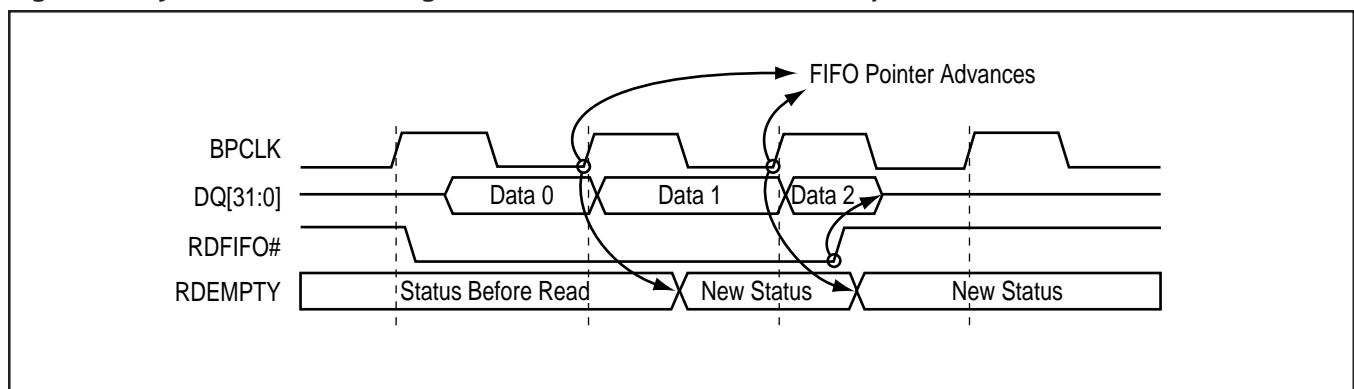 FIFO Pointer Advances
BPCLK
DQ[31:0] Data 0 Data 1 Data 2
RDFIFO#
RDEMPTY Status Before Read New Status New Status